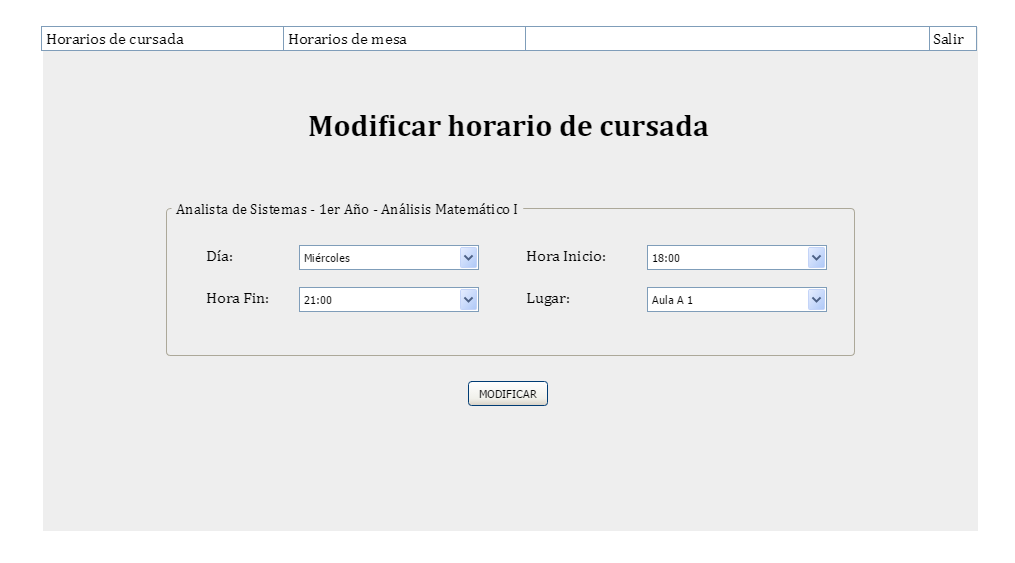 Horarios de cursada Horarios de mesa Salir
Modificar horario de cursada
Analista de Sistemas - 1er Año - Análisis Matemático I
Día: Miércoles Hora Inicio: 18:00
Hora Fin: 21:00 Lugar: Aula A 1
MODIFICAR